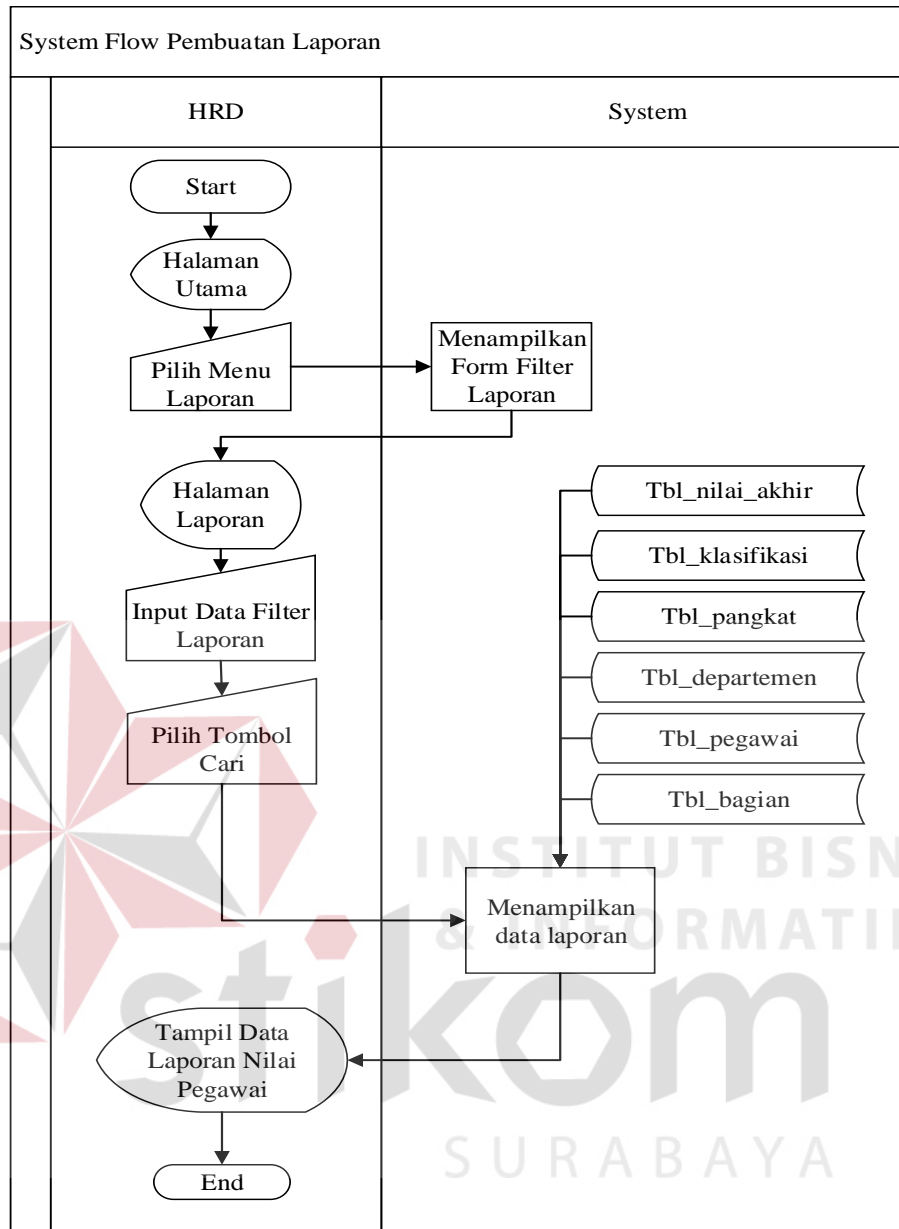 System Flow Pembuatan Laporan
HRD
System
Start
Halaman
Utama
Pilih Menu
Laporan
Menampilkan
Form Filter
Laporan
Halaman
Laporan
Input Data Filter
Laporan
Pilih Tombol
Cari
Tbl_nilai_akhir
Tbl_klasifikasi
Tbl_pangkat
Tbl_departemen
Tbl_pegawai
Tbl_bagian
Menampilkan
data laporan
Tampil Data
Laporan Nilai
Pegawai
End
INSTITUT BISN
& INFORMATI
stikom
SURABAYA